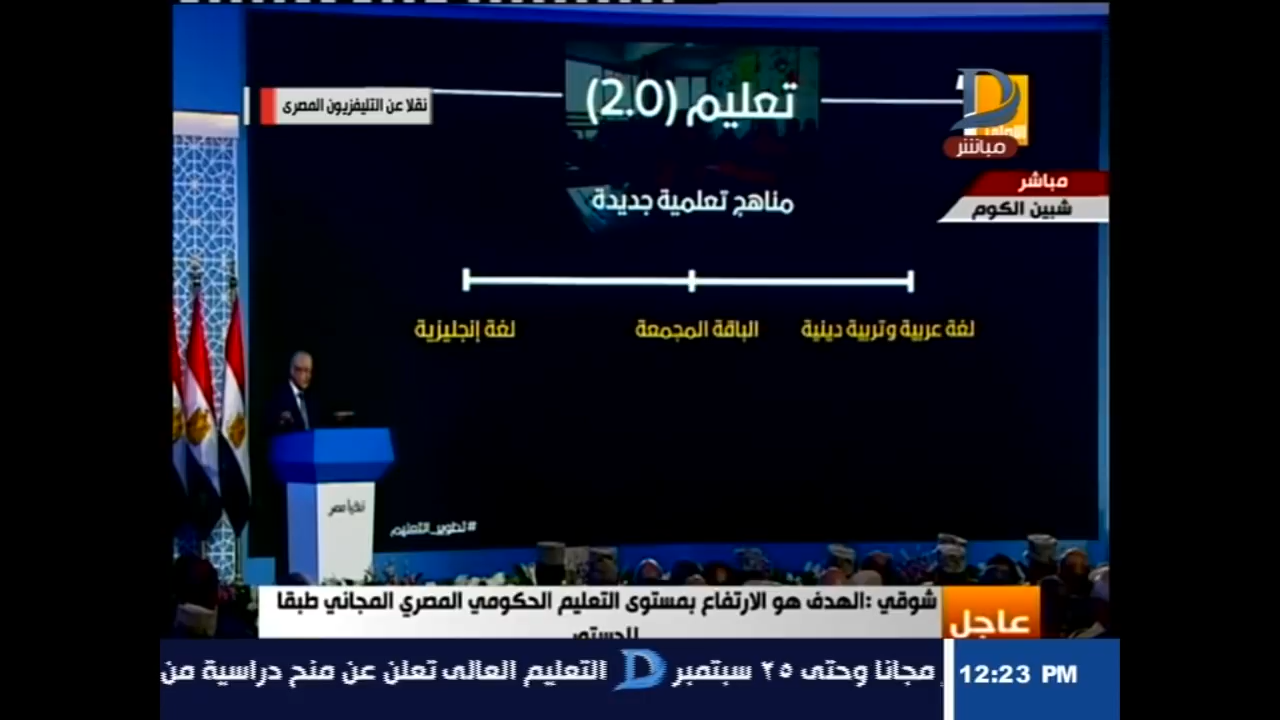 تعليم (2.0)
نقلا عن التليفزيون المصرى
مباشر
مباشر
شبين الكوم
مناهج تعلمية جديدة
لغة عربية وتربية دينية
الباقة المجمعة
لغة إنجليزية
#تطوير_التعليم
عاجل
شوقي :الهدف هو الارتفاع بمستوى التعليم الحكومي المصري المجاني طبقا
للدستور
مجانا وحتى ٢٥ سبتمبر التعليم العالى تعلن عن منح دراسية من
12:23 PM